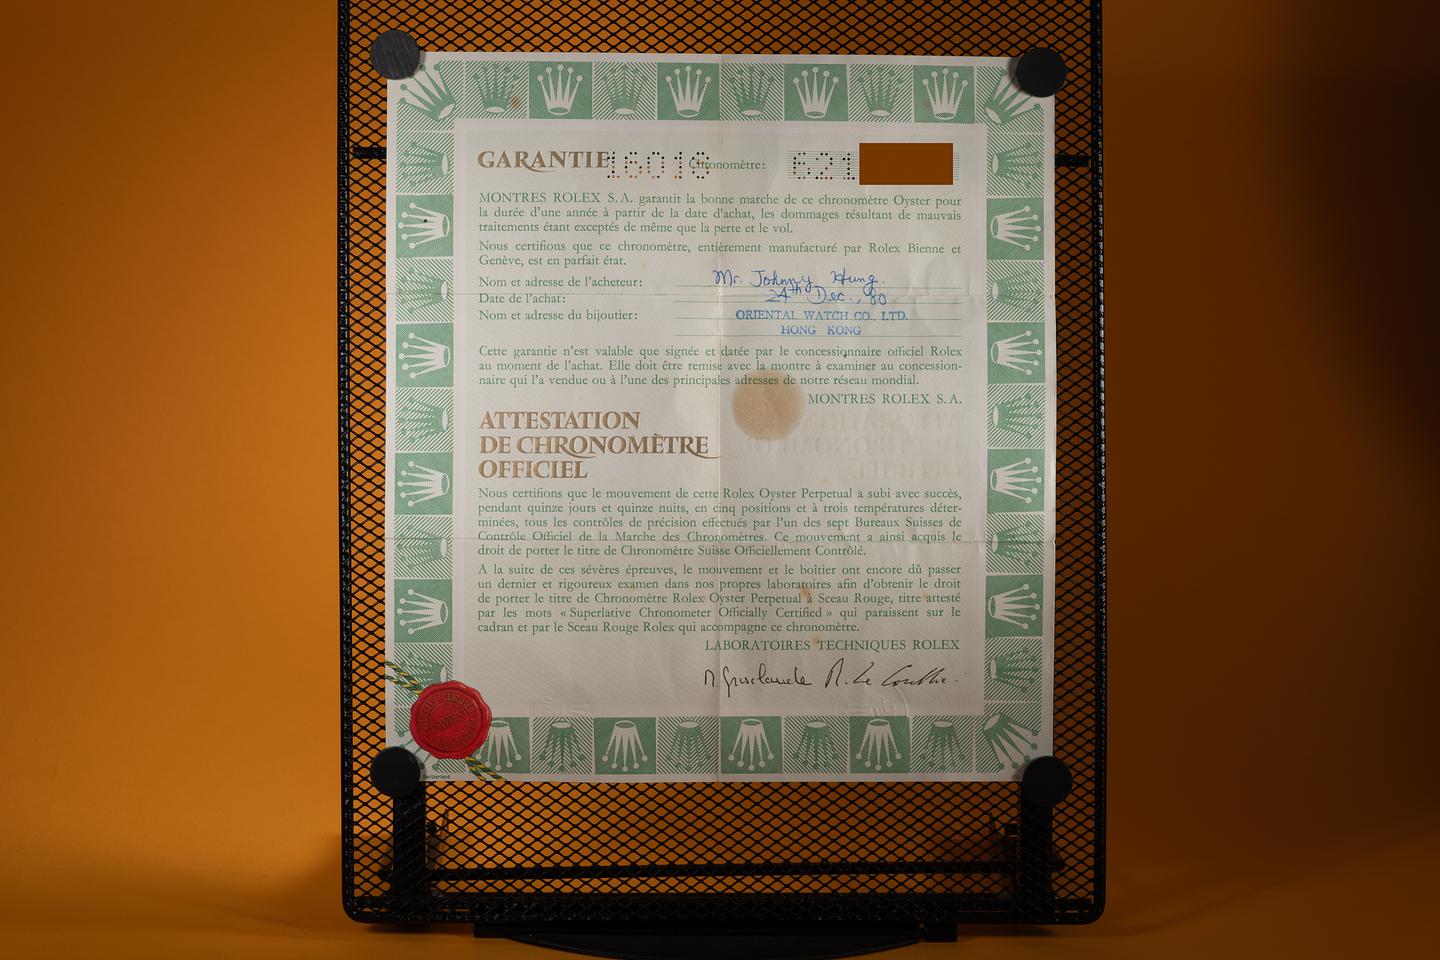 GARANTIE 16018 Chronomètre: 621
MONTRES ROLEX S.A. garantit la bonne marche de ce chronomètre Oyster pour
la durée d'une année à partir de la date d'achat, les dommages résultant de mauvais
traitements étant exceptés de même que la perte et le vol.
Nous certifions que ce chronomètre, entièrement manufacturé par Rolex Bienne et
Genève, est en parfait état.
Nom et adresse de l'acheteur: Mr. Johnny Hung.
Date de l'achat: 24th Dec., 80
Nom et adresse du bijoutier: ORIENTAL WATCH CO., LTD.
HONG KONG
Cette garantie n'est valable que signée et datée par le concessionnaire officiel Rolex
au moment de l'achat. Elle doit être remise avec la montre à examiner au concession-
naire qui l'a vendue ou à l'une des principales adresses de notre réseau mondial.
MONTRES ROLEX S.A.
ATTESTATION
DE CHRONOMÈTRE
OFFICIEL
Nous certifions que le mouvement de cette Rolex Oyster Perpetual a subi avec succès,
pendant quinze jours et quinze nuits, en cinq positions et à trois températures déter-
minées, tous les contrôles de précision effectués par l'un des sept Bureaux Suisses de
Contrôle Officiel de la Marche des Chronomètres. Ce mouvement a ainsi acquis le
droit de porter le titre de Chronomètre Suisse Officiellement Contrôlé.
A la suite de ces sévères épreuves, le mouvement et le boîtier ont encore dû passer
un dernier et rigoureux examen dans nos propres laboratoires afin d'obtenir le droit
de porter le titre de Chronomètre Rolex Oyster Perpetual à Sceau Rouge, titre attesté
par les mots « Superlative Chronometer Officially Certified » qui paraissent sur le
cadran et par le Sceau Rouge Rolex qui accompagne ce chronomètre.
LABORATOIRES TECHNIQUES ROLEX
Switzerland